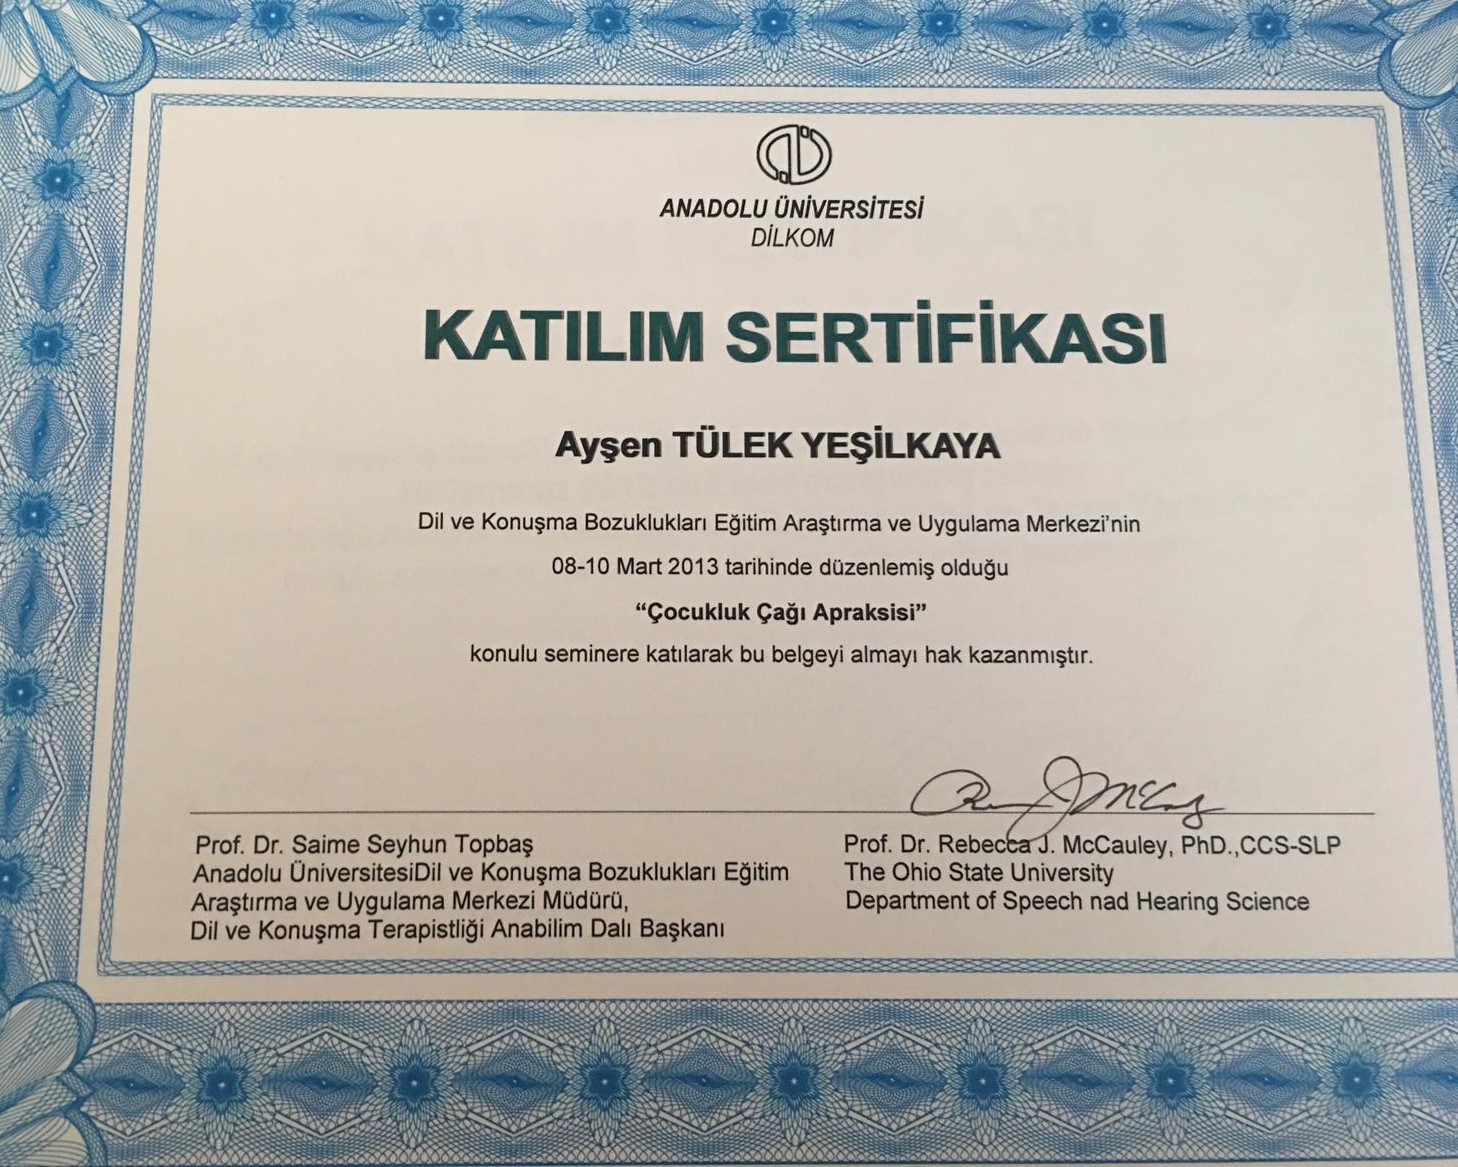 ANADOLU ÜNİVERSİTESİ
DİLKOM
KATILIM SERTİFİKASI
Ayşen TÜLEK YEŞİLKAYA
Dil ve Konuşma Bozuklukları Eğitim Araştırma ve Uygulama Merkezi’nin
08-10 Mart 2013 tarihinde düzenlemiş olduğu
“Çocukluk Çağı Apraksisi”
konulu seminere katılarak bu belgeyi almayı hak kazanmıştır.
Prof. Dr. Saime Seyhun Topbaş
Anadolu ÜniversitesiDil ve Konuşma Bozuklukları Eğitim
Araştırma ve Uygulama Merkezi Müdürü,
Dil ve Konuşma Terapistliği Anabilim Dalı Başkanı
Prof. Dr. Rebecca J. McCauley, PhD.,CCS-SLP
The Ohio State University
Department of Speech nad Hearing Science